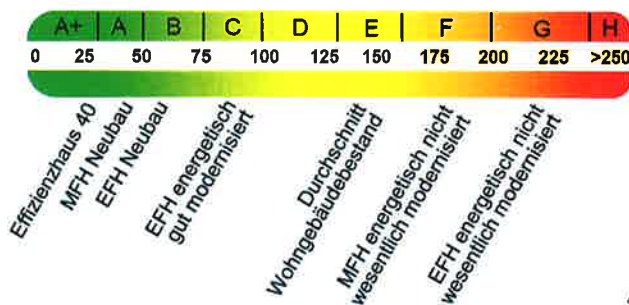 A+ A B C D E F G H
0 25 50 75 100 125 150 175 200 225 >250
Effizienzhaus 40
MFH Neubau
EFH Neubau
EFH energetisch
gut modernisiert
Durchschnitt
Wohngebäudebestand
MFH energetisch nicht
wesentlich modernisiert
EFH energetisch nicht
wesentlich modernisiert